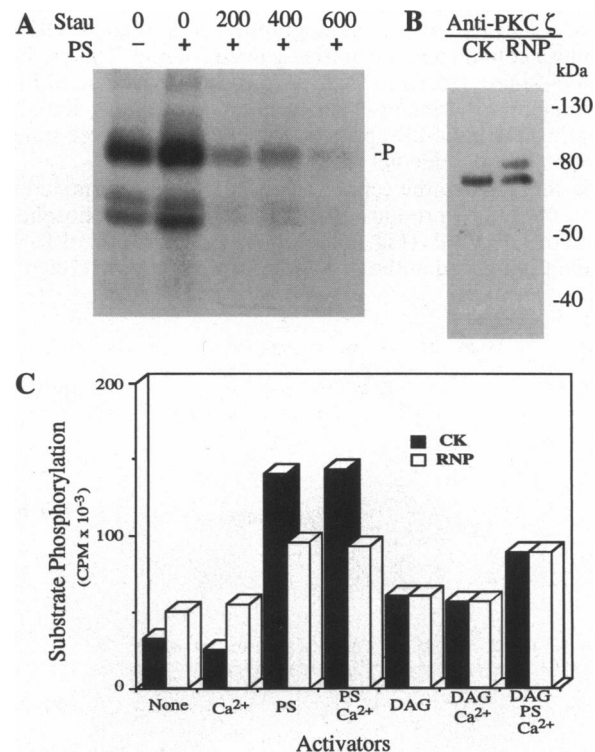 A
Stau 0 0 200 400 600
PS – + + + +
-P
B
Anti-PKC ζ
CK RNP
kDa
-130
-80
-50
-40
C
200
100
0
Substrate Phosphorylation
(CPM x 10-3)
CK
RNP
None Ca2+ PS PS Ca2+ DAG DAG Ca2+ DAG PS Ca2+
Activators